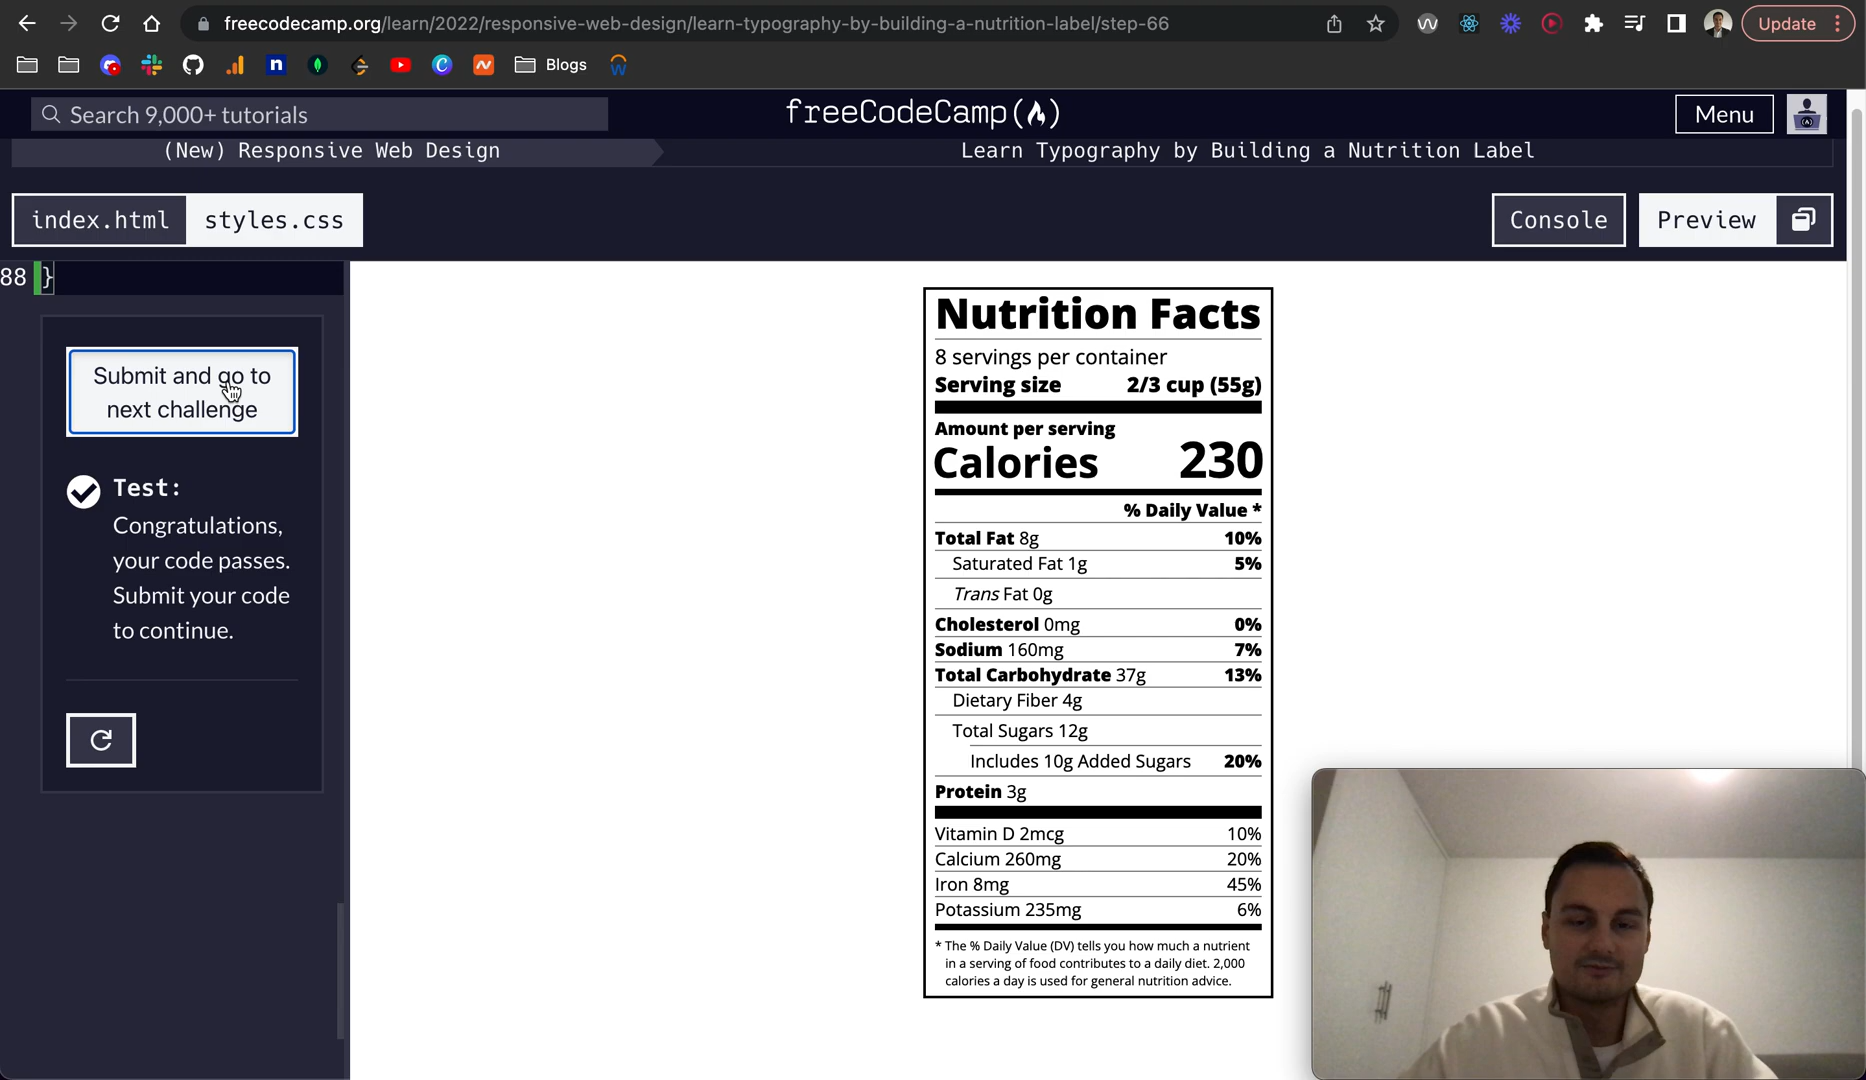 freecodecamp.org/learn/2022/responsive-web-design/learn-typography-by-building-a-nutrition-label/step-66
Update
Blogs
Search 9,000+ tutorials
freeCodeCamp
Menu
(New) Responsive Web Design
Learn Typography by Building a Nutrition Label
index.html
styles.css
Console
Preview
88 }
Submit and go to
next challenge
Test:
Congratulations,
your code passes.
Submit your code
to continue.
Nutrition Facts
8 servings per container
Serving size 2/3 cup (55g)
Amount per serving
Calories 230
% Daily Value *
Total Fat 8g 10%
Saturated Fat 1g 5%
Trans Fat 0g
Cholesterol 0mg 0%
Sodium 160mg 7%
Total Carbohydrate 37g 13%
Dietary Fiber 4g
Total Sugars 12g
Includes 10g Added Sugars 20%
Protein 3g
Vitamin D 2mcg 10%
Calcium 260mg 20%
Iron 8mg 45%
Potassium 235mg 6%
* The % Daily Value (DV) tells you how much a nutrient
in a serving of food contributes to a daily diet. 2,000
calories a day is used for general nutrition advice.